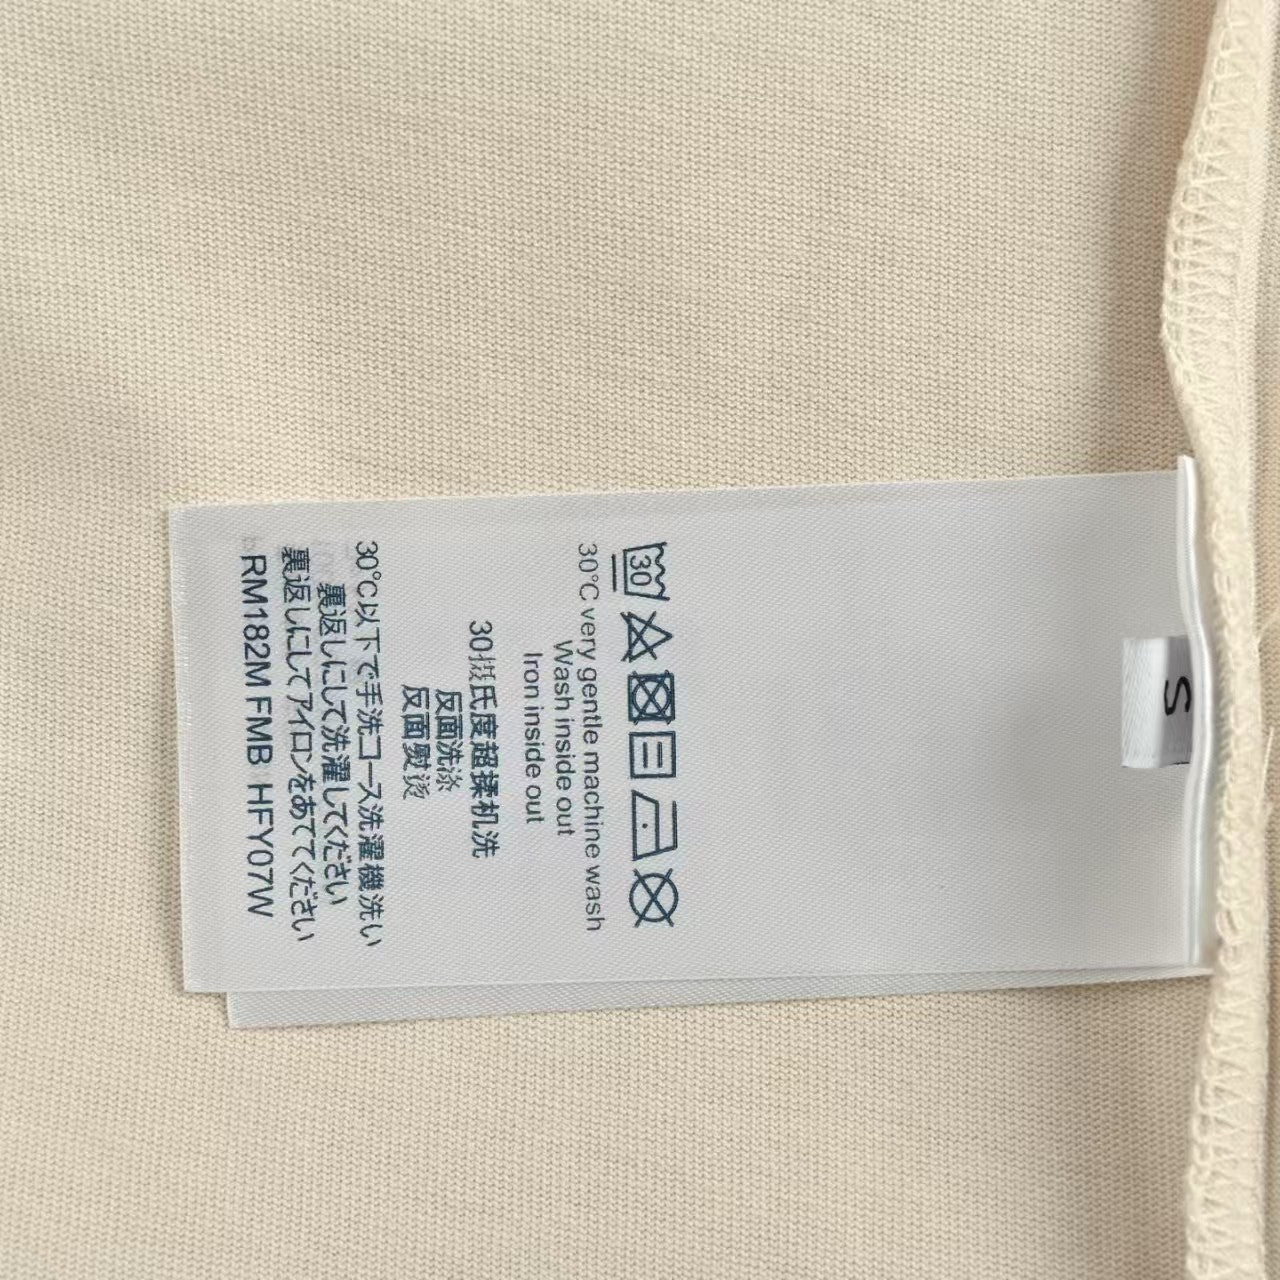 30
30°C very gentle machine wash
Wash inside out
Iron inside out
30摄氏度超揉机洗
反面洗涤
反面熨烫
30°C以下で手洗コース洗濯機洗い
裏返しにして洗濯してください
裏返しにしてアイロンをあててください
RM182M FMB HFY07W
S